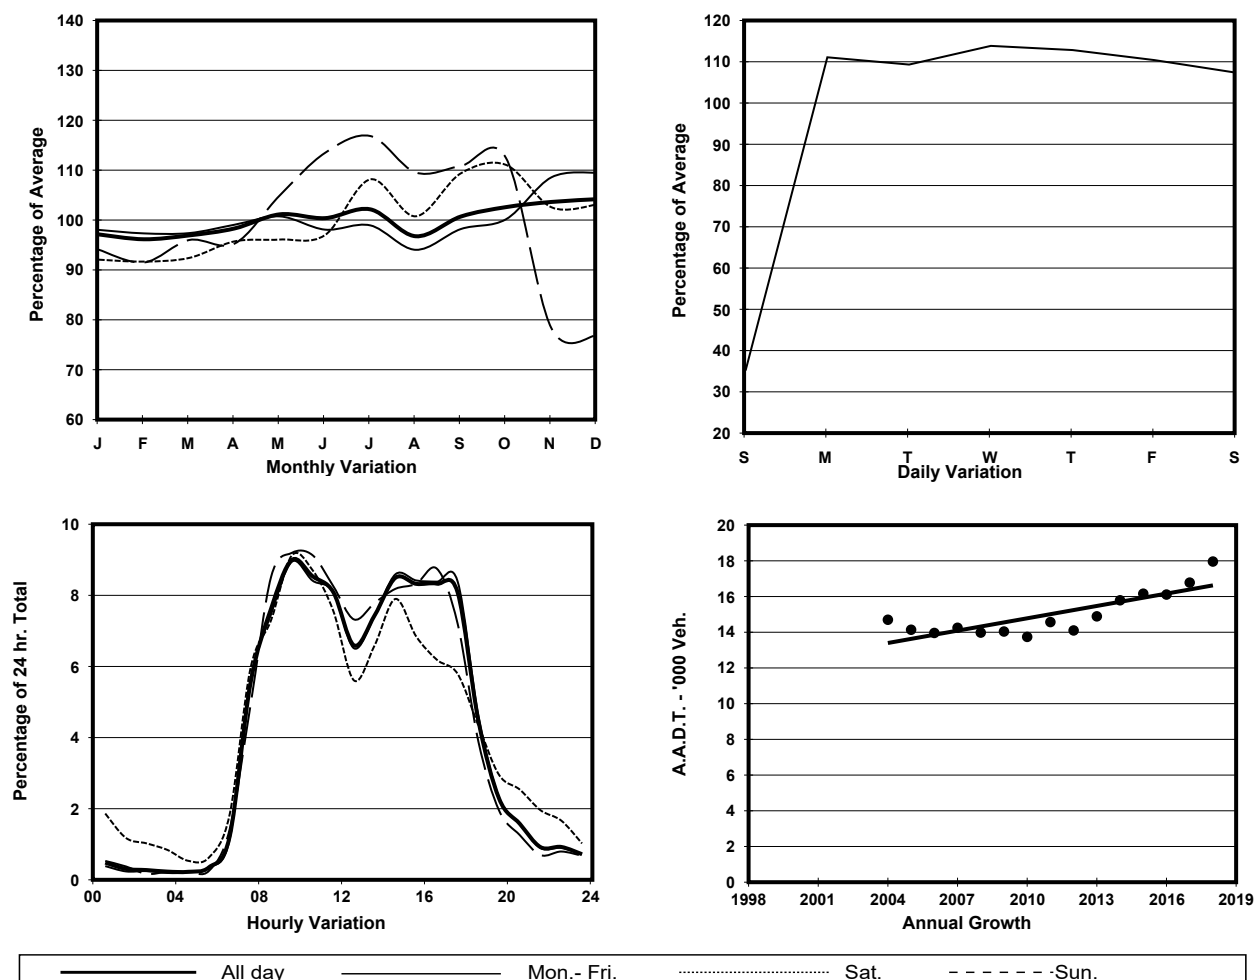 140
130
120
110
100
90
80
70
60
Percentage of Average
J F M A M J J A S O N D
Monthly Variation
120
110
100
90
80
70
60
50
40
30
20
Percentage of Average
S M T W T F S
Daily Variation
10
8
6
4
2
0
Percentage of 24 hr. Total
00 04 08 12 16 20 24
Hourly Variation
20
18
16
14
12
10
8
6
4
2
0
A.A.D.T. - '000 Veh.
1998 2001 2004 2007 2010 2013 2016 2019
Annual Growth
All day Mon.- Fri. Sat. Sun.